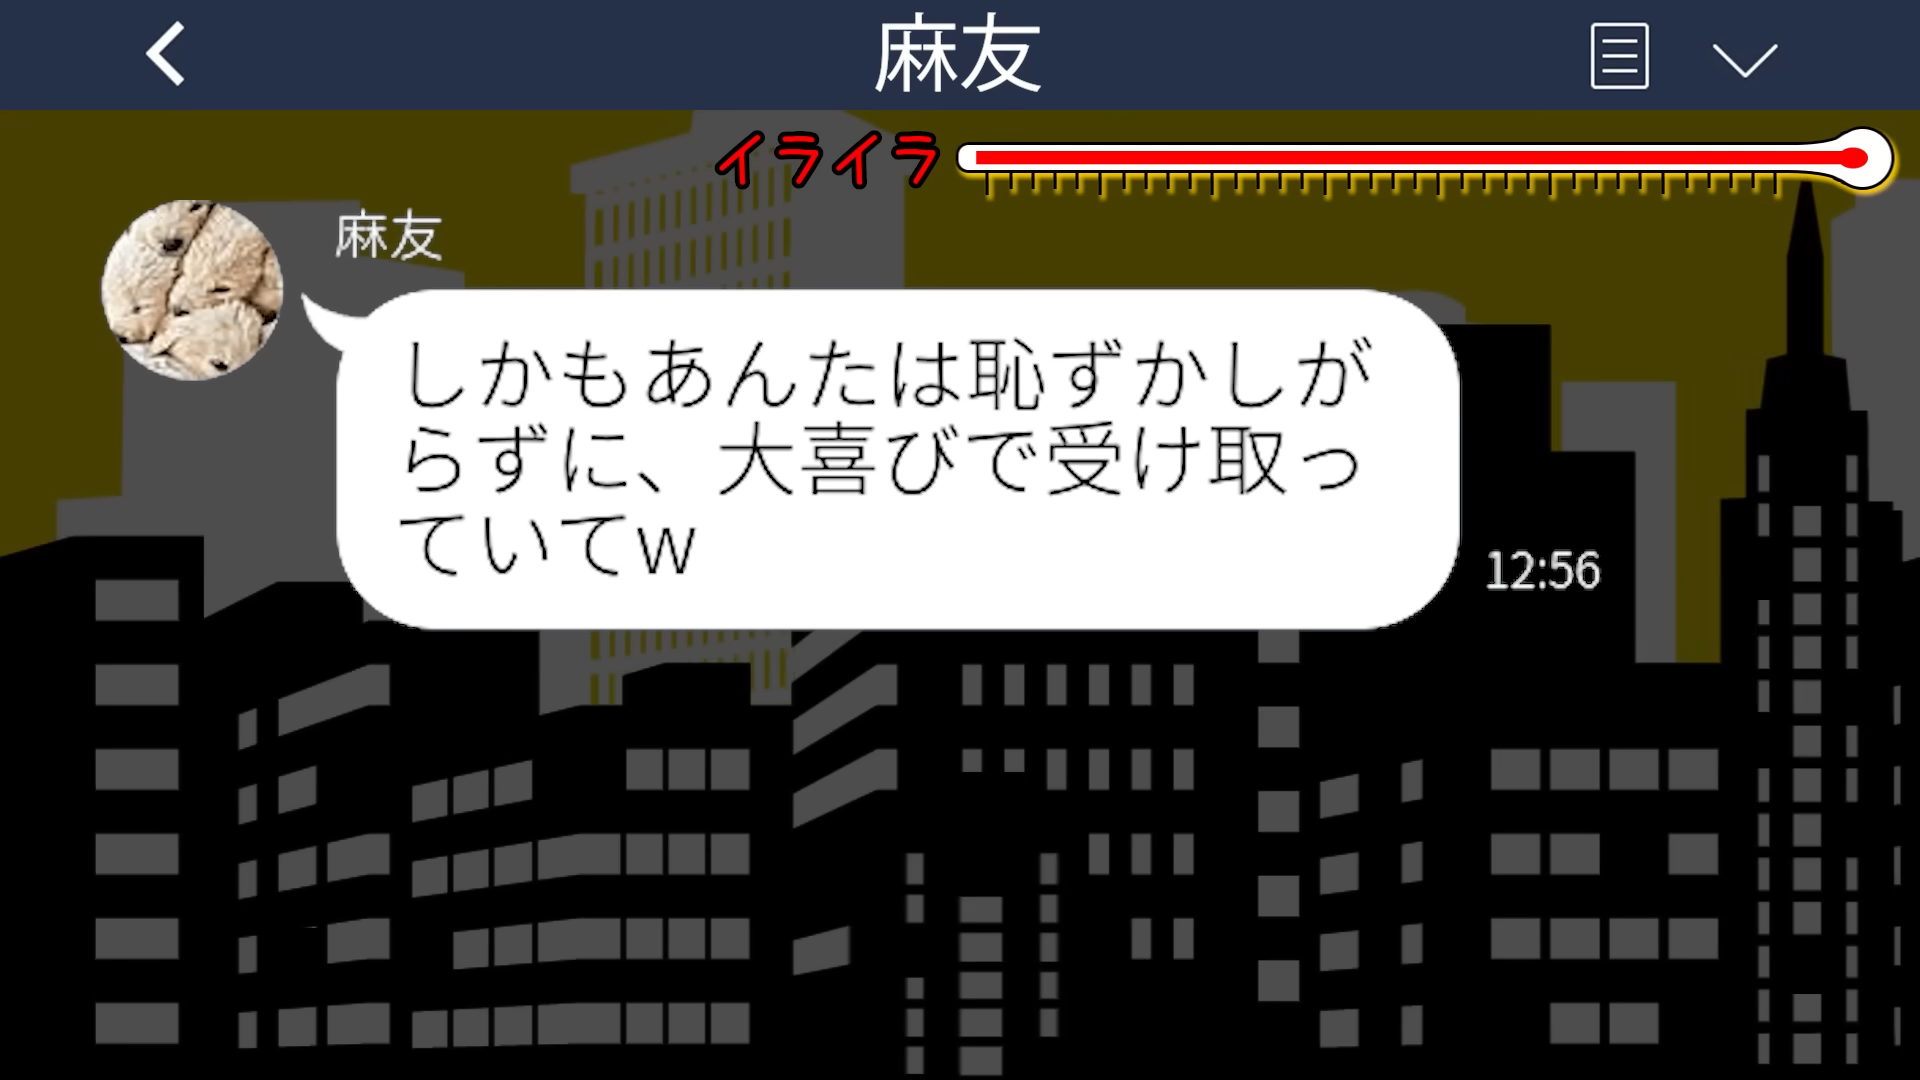 麻友
イライラ
麻友
しかもあんたは恥ずかしが
らずに、大喜びで受け取っ
ていてw
12:56